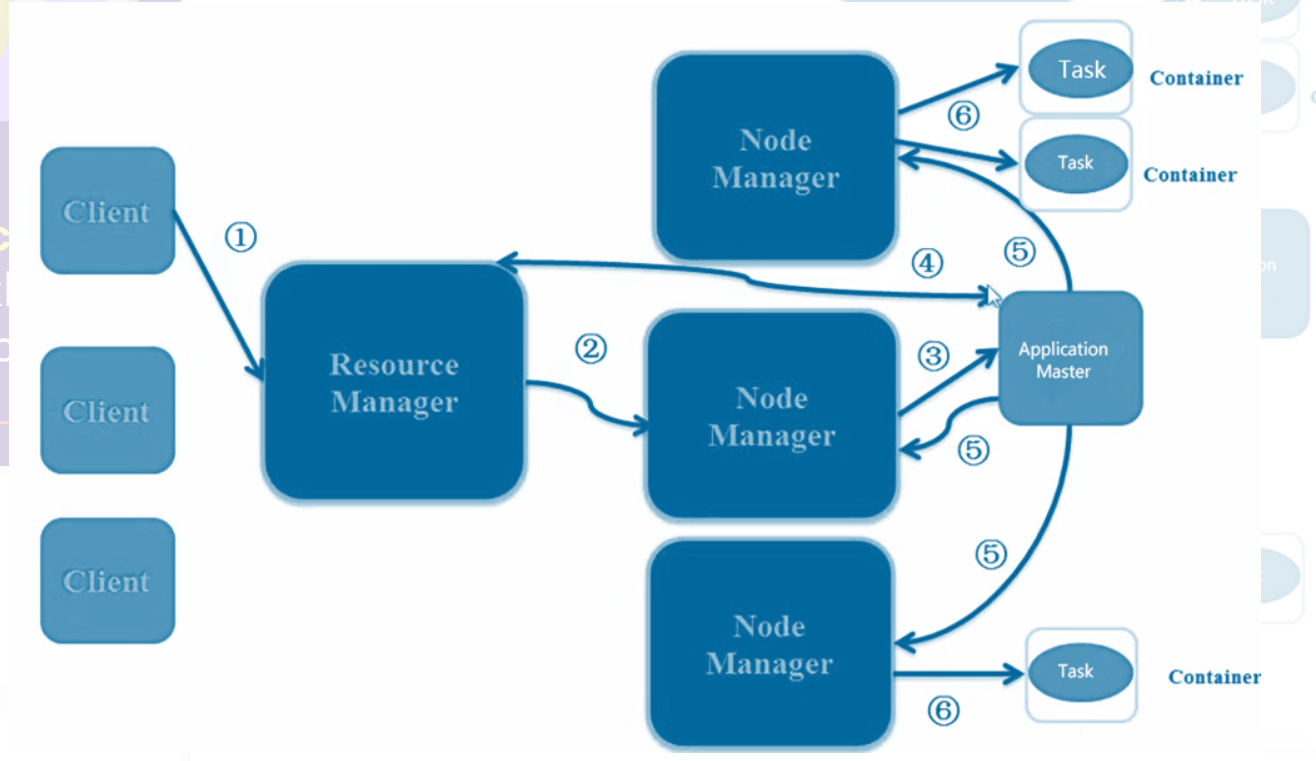 Task
Container
⑥
Node
Manager
Task
Container
Client
①
⑤
④
②
Resource
Manager
③
Application
Master
Node
Manager
Client
⑤
⑤
Client
Node
Manager
Task
Container
⑥